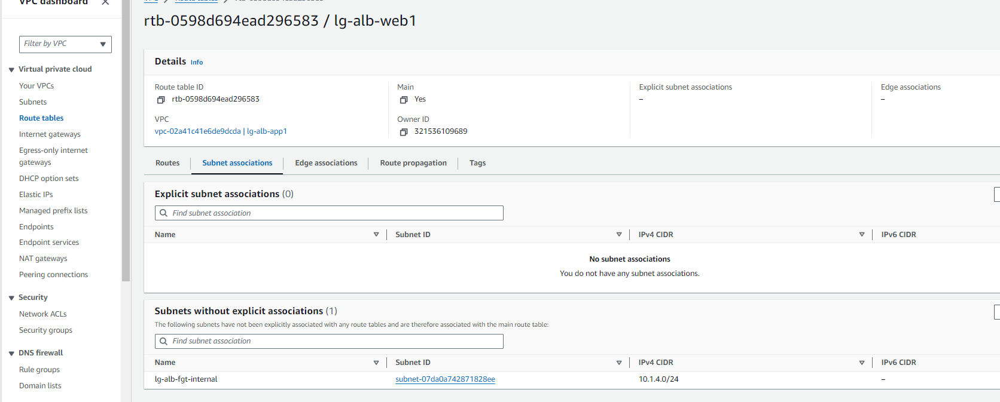 VPC dashboard
Filter by VPC
Virtual private cloud
Your VPCs
Subnets
Route tables
Internet gateways
Egress-only internet
gateways
DHCP option sets
Elastic IPs
Managed prefix lists
Endpoints
Endpoint services
NAT gateways
Peering connections
Security
Network ACLs
Security groups
DNS firewall
Rule groups
Domain lists
rtb-0598d694ead296583 / lg-alb-web1
Details Info
Route table ID
rtb-0598d694ead296583
Main
Yes
Explicit subnet associations
–
Edge associations
–
VPC
vpc-02a41c41e6de9dcda | lg-alb-app1
Owner ID
321536109689
Routes Subnet associations Edge associations Route propagation Tags
Explicit subnet associations (0)
Find subnet association
Name Subnet ID IPv4 CIDR IPv6 CIDR
No subnet associations
You do not have any subnet associations.
Subnets without explicit associations (1)
The following subnets have not been explicitly associated with any route tables and are therefore associated with the main route table:
Find subnet association
Name Subnet ID IPv4 CIDR IPv6 CIDR
lg-alb-fgt-internal subnet-07da0a742871828ee 10.1.4.0/24 –